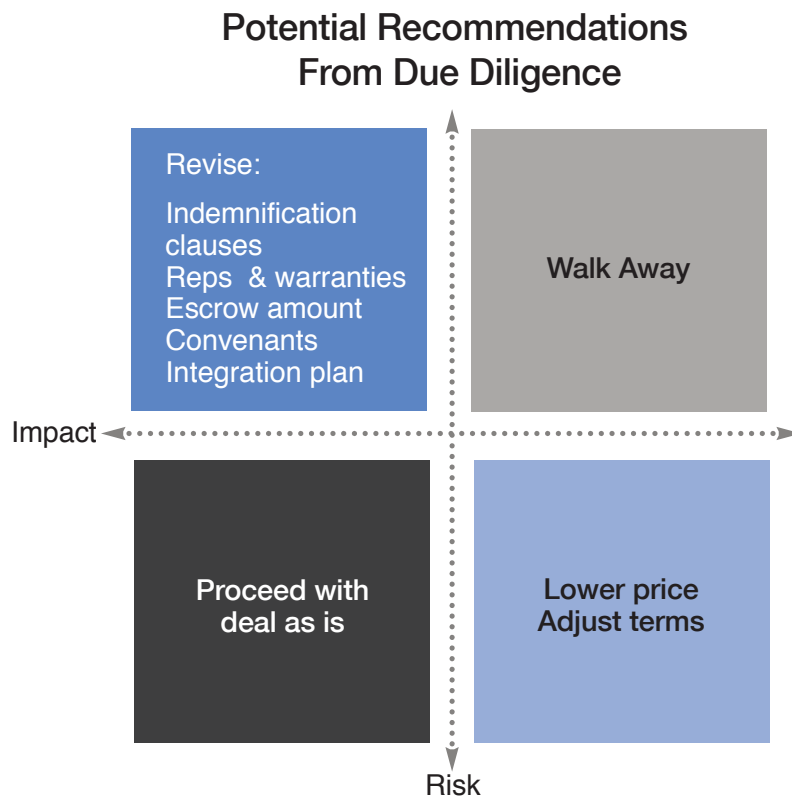 Potential Recommendations
From Due Diligence
Revise:
Indemnification
clauses
Reps & warranties
Escrow amount
Convenants
Integration plan
Walk Away
Impact
Proceed with
deal as is
Lower price
Adjust terms
Risk